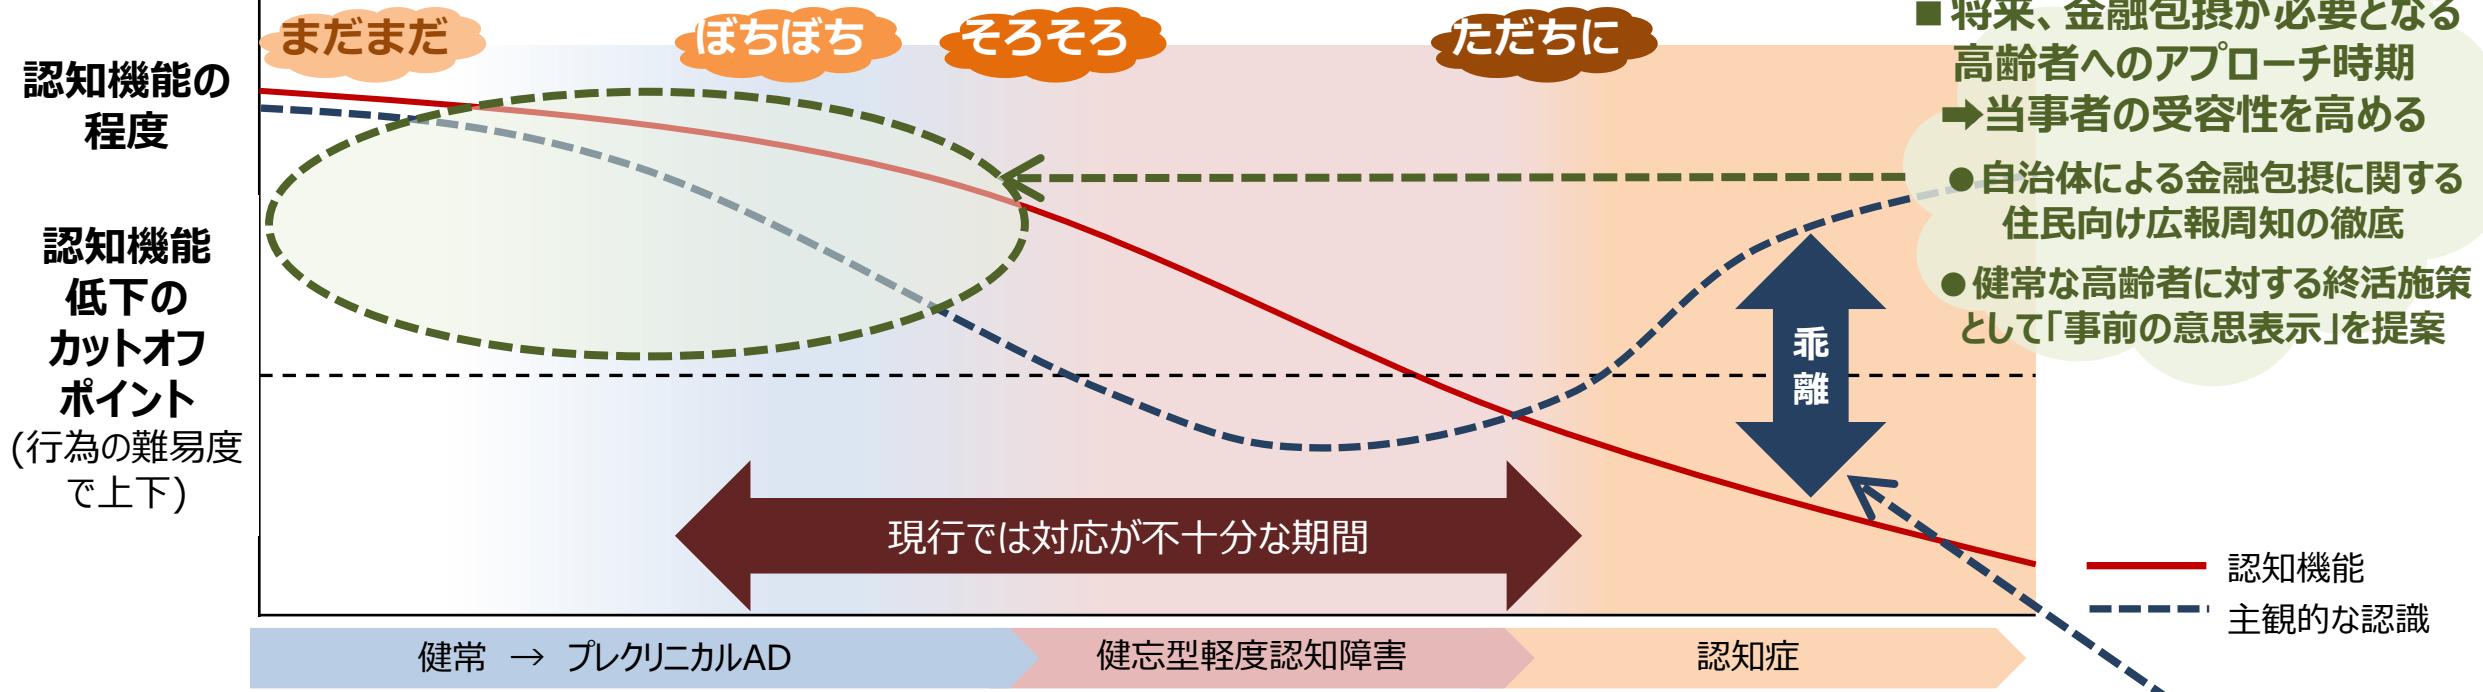 まだまだ
ぼちぼち
そろそろ
ただちに
認知機能の
程度
認知機能
低下の
カットオフ
ポイント
(行為の難易度
で上下)
■将来、金融包摂が必要となる
高齢者へのアプローチ時期
➡当事者の受容性を高める
●自治体による金融包摂に関する
住民向け広報周知の徹底
●健常な高齢者に対する終活施策
として「事前の意思表示」を提案
乖
離
現行では対応が不十分な期間
認知機能
主観的な認識
健常 → プレクリニカルAD
健忘型軽度認知障害
認知症